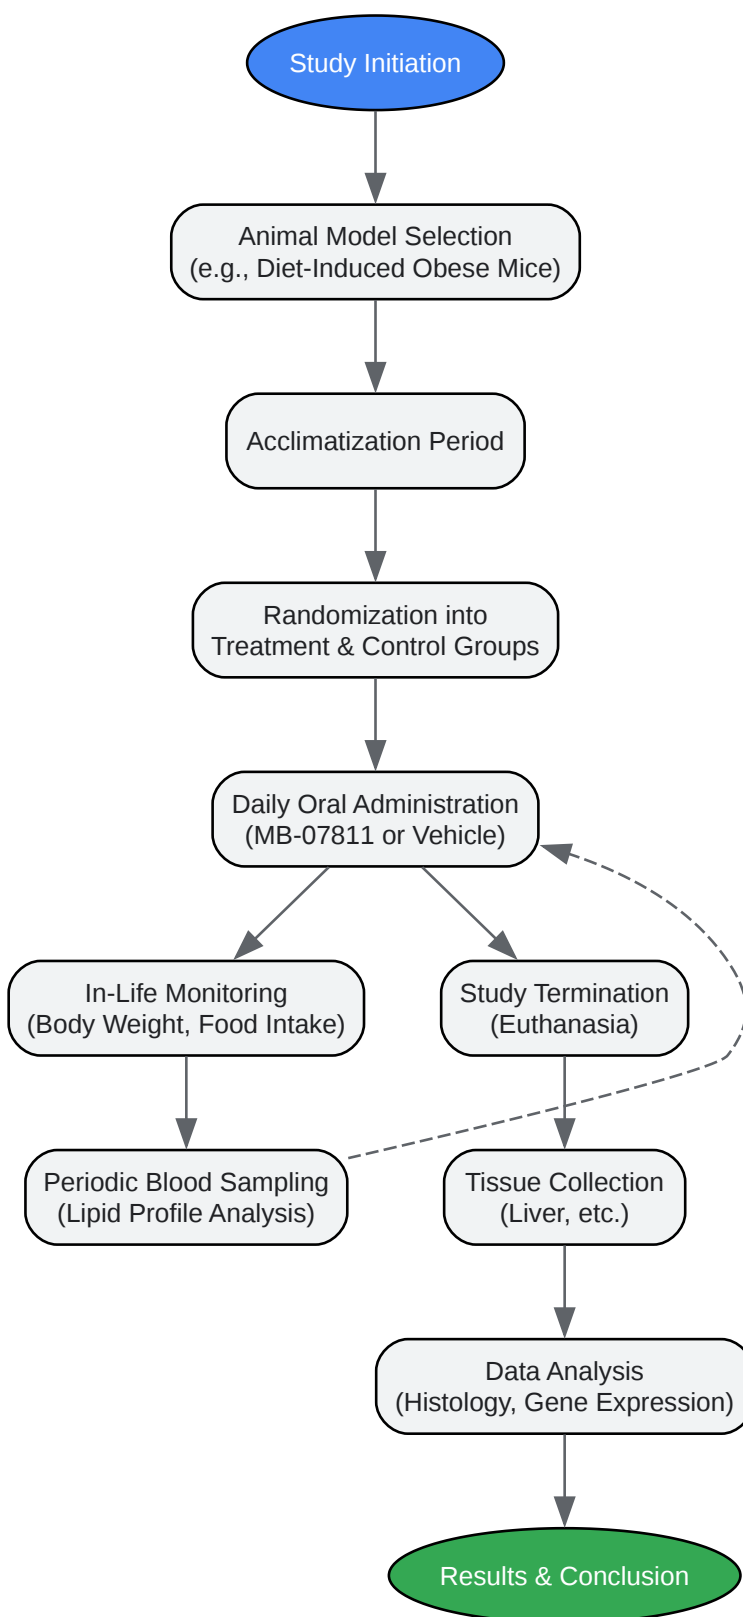 Study Initiation
Animal Model Selection
(e.g., Diet-Induced Obese Mice)
Acclimatization Period
Randomization into
Treatment & Control Groups
Daily Oral Administration
(MB-07811 or Vehicle)
In-Life Monitoring
(Body Weight, Food Intake)
Study Termination
(Euthanasia)
Periodic Blood Sampling
(Lipid Profile Analysis)
Tissue Collection
(Liver, etc.)
Data Analysis
(Histology, Gene Expression)
Results & Conclusion